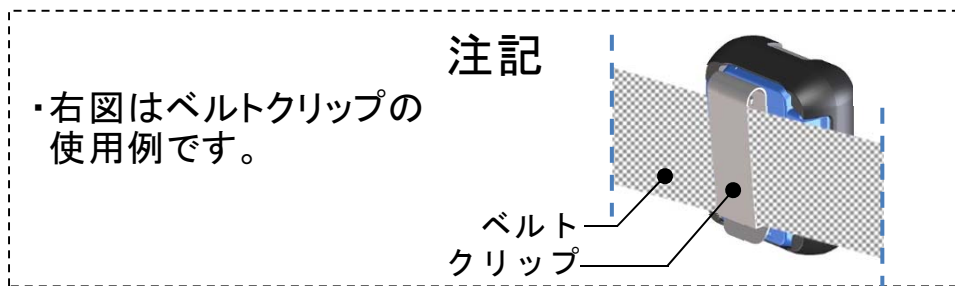 注記
・右図はベルトクリップの
使用例です。
ベルト
クリップ